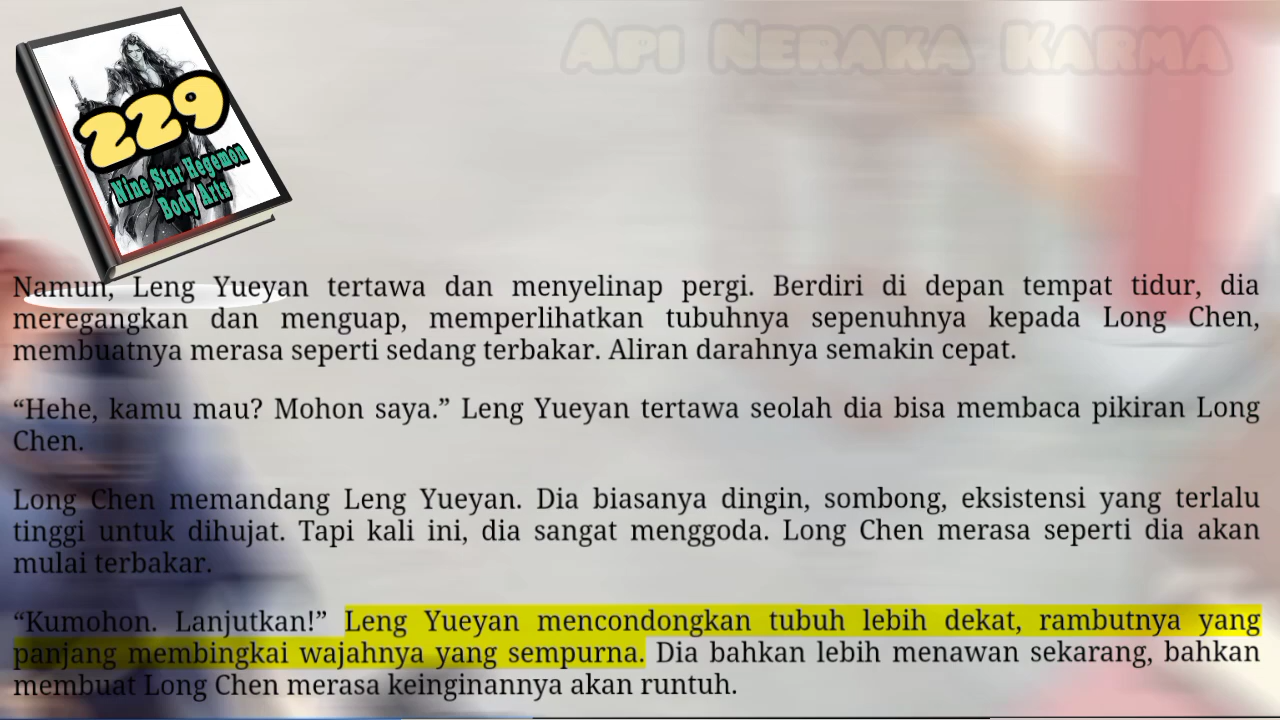 Api Neraka Karma
229
Nine Star Hegemon
Body Arts
Namun, Leng Yueyan tertawa dan menyelinap pergi. Berdiri di depan tempat tidur, dia
meregangkan dan menguap, memperlihatkan tubuhnya sepenuhnya kepada Long Chen,
membuatnya merasa seperti sedang terbakar. Aliran darahnya semakin cepat.
“Hehe, kamu mau? Mohon saya.” Leng Yueyan tertawa seolah dia bisa membaca pikiran Long
Chen.
Long Chen memandang Leng Yueyan. Dia biasanya dingin, sombong, eksistensi yang terlalu
tinggi untuk dihujat. Tapi kali ini, dia sangat menggoda. Long Chen merasa seperti dia akan
mulai terbakar.
“Kumohon. Lanjutkan!” Leng Yueyan mencondongkan tubuh lebih dekat, rambutnya yang
panjang membingkai wajahnya yang sempurna. Dia bahkan lebih menawan sekarang, bahkan
membuat Long Chen merasa keinginannya akan runtuh.